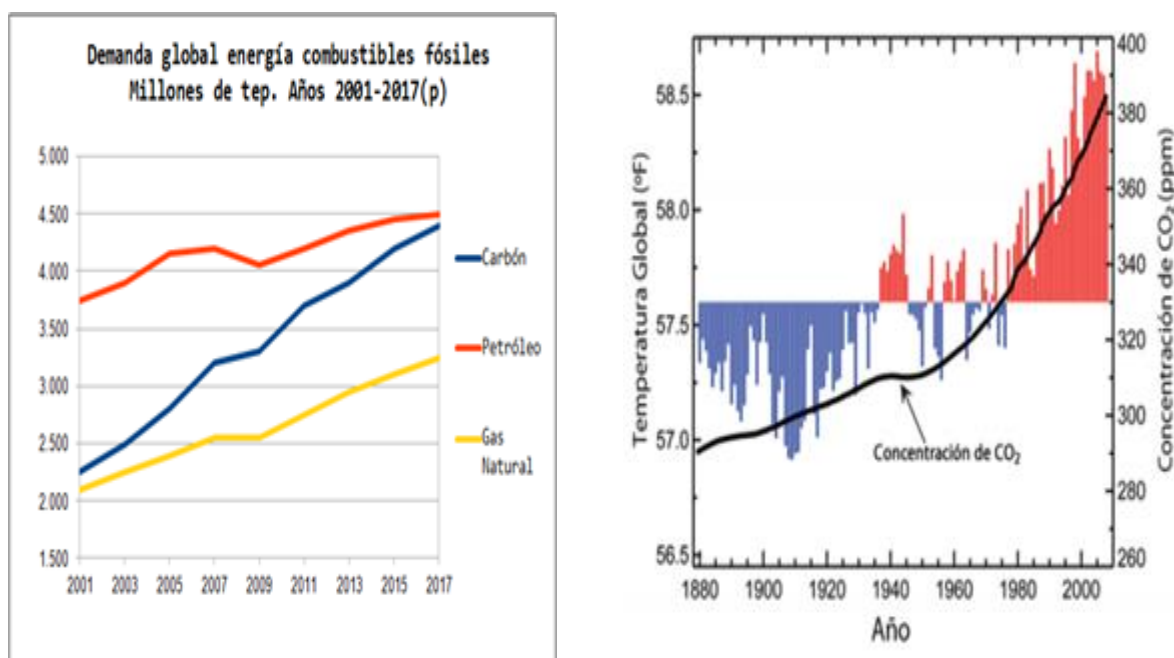 Demanda global energía combustibles fósiles
Millones de tep. Años 2001-2017(p)
5.000
4.500
4.000
3.500
3.000
2.500
2.000
1.500
2001 2003 2005 2007 2009 2011 2013 2015 2017
Carbón
Petróleo
Gas
Natural
Temperatura Global (ºF)
58.5
58.0
57.5
57.0
56.5
Concentración de CO₂
400
380
360
340
320
300
280
260
Concentración de CO₂ (ppm)
1880 1900 1920 1940 1960 1980 2000
Año